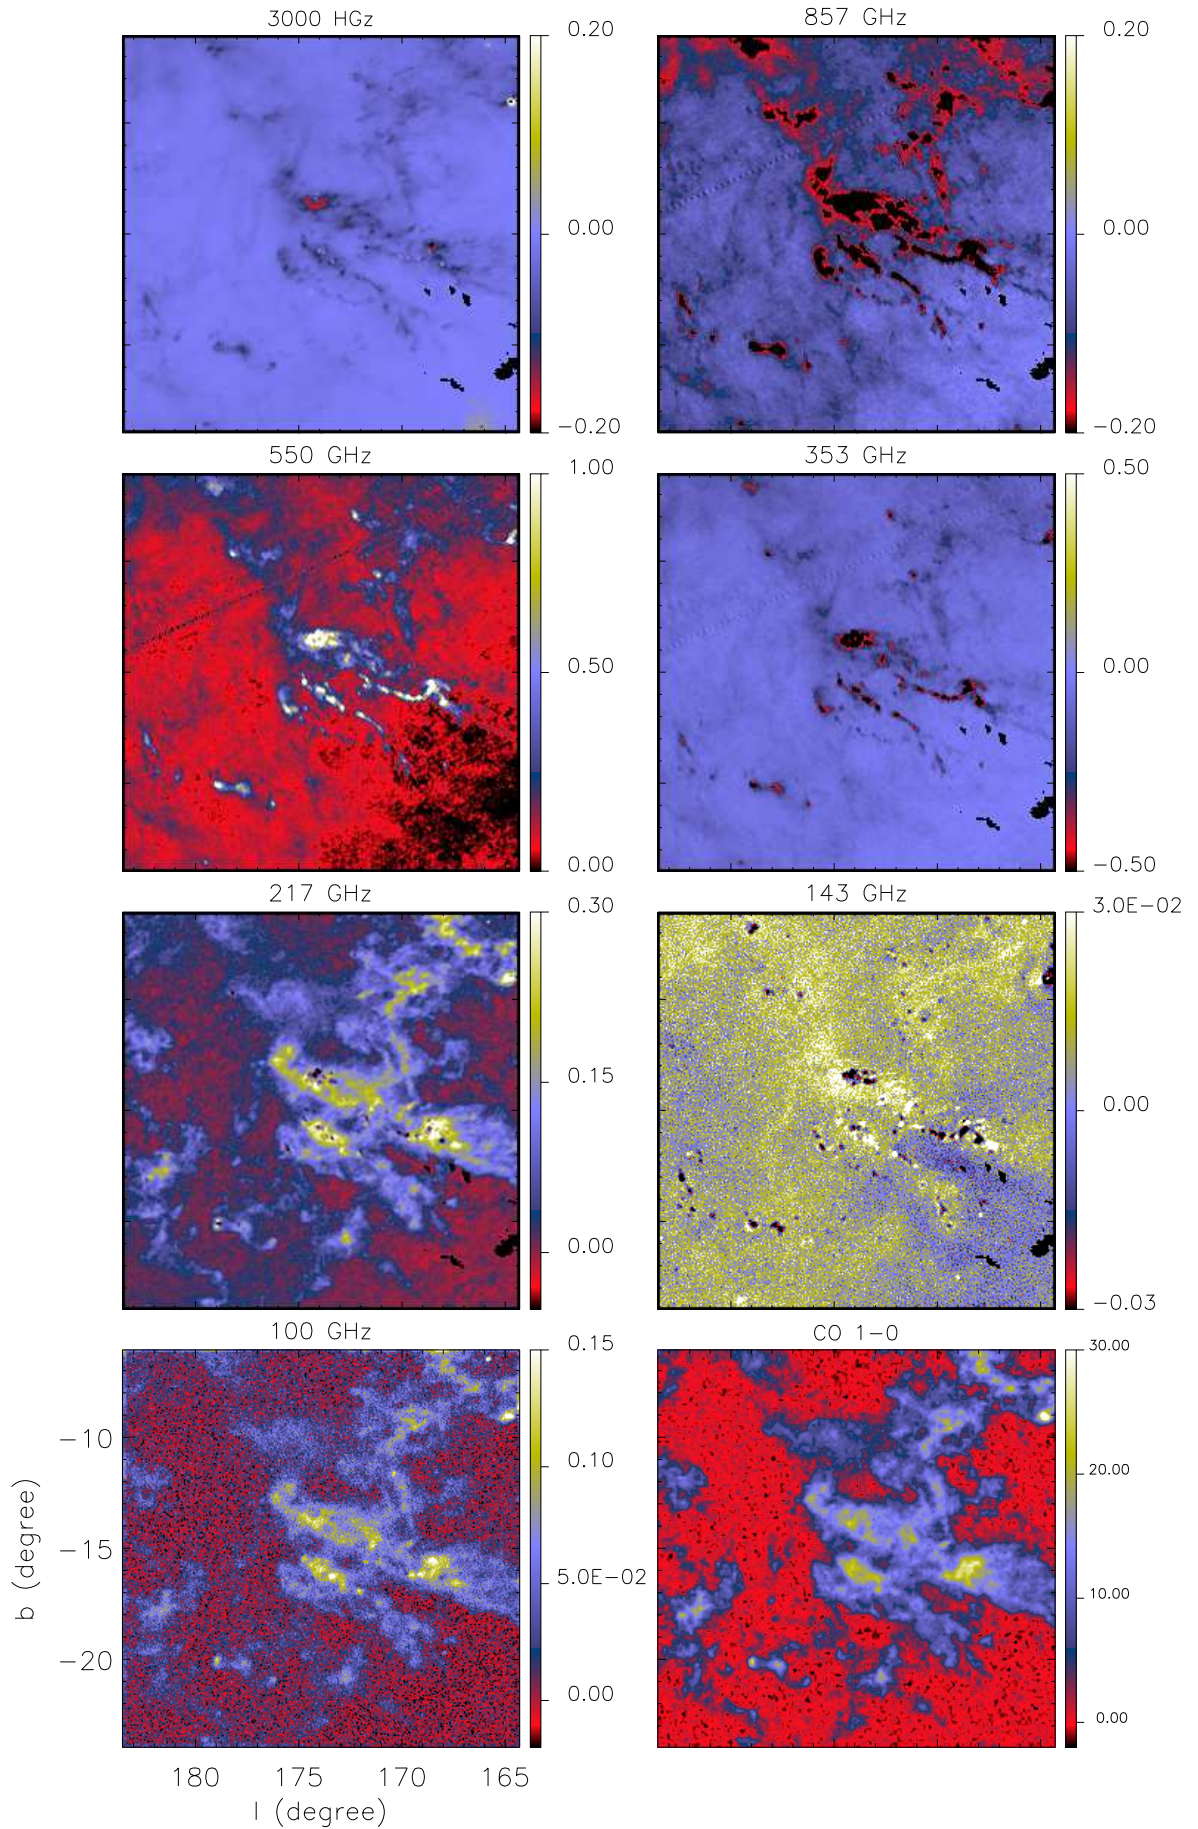 3000 HGz
857 GHz
0.20
0.00
−0.20
0.20
0.00
−0.20
550 GHz
353 GHz
1.00
0.50
0.00
0.50
0.00
−0.50
217 GHz
143 GHz
0.30
0.15
0.00
3.0E−02
0.00
−0.03
100 GHz
CO 1−0
0.15
0.10
5.0E−02
0.00
30.00
20.00
10.00
0.00
−10
−15
−20
b (degree)
180 175 170 165
l (degree)